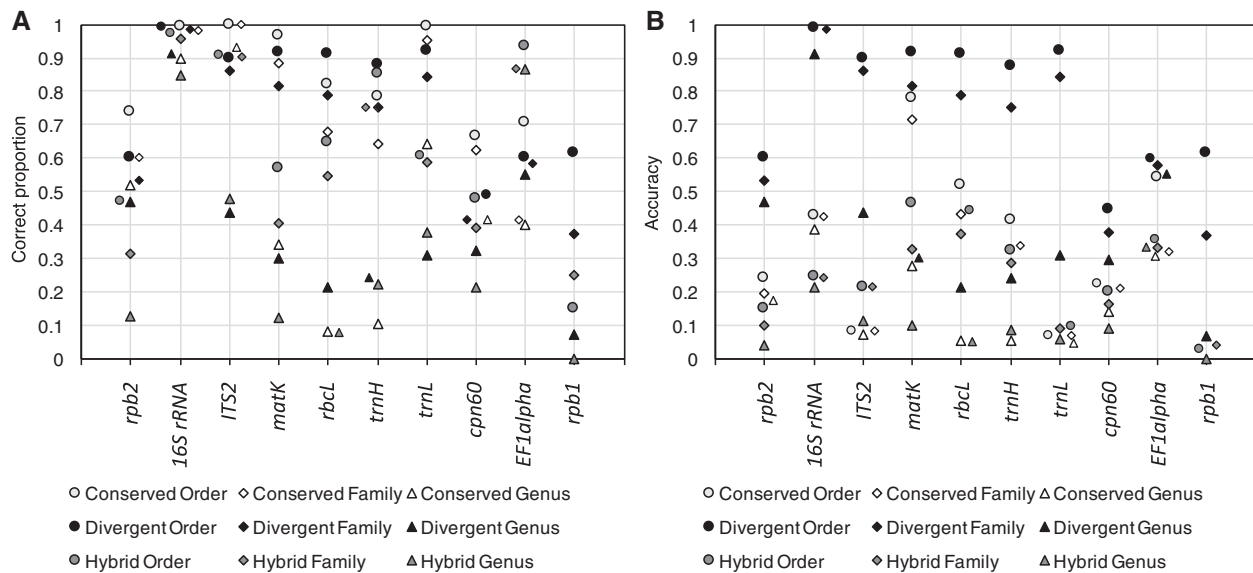 A
B
Correct proportion
1
0.9
0.8
0.7
0.6
0.5
0.4
0.3
0.2
0.1
0
rpb2
16S rRNA
ITS2
matK
rbcL
trnH
trnL
cpn60
EF1alpha
rpb1
Conserved Order Conserved Family Conserved Genus
Divergent Order Divergent Family Divergent Genus
Hybrid Order Hybrid Family Hybrid Genus
Accuracy
1
0.9
0.8
0.7
0.6
0.5
0.4
0.3
0.2
0.1
0
rpb2
16S rRNA
ITS2
matK
rbcL
trnH
trnL
cpn60
EF1alpha
rpb1
Conserved Order Conserved Family Conserved Genus
Divergent Order Divergent Family Divergent Genus
Hybrid Order Hybrid Family Hybrid Genus